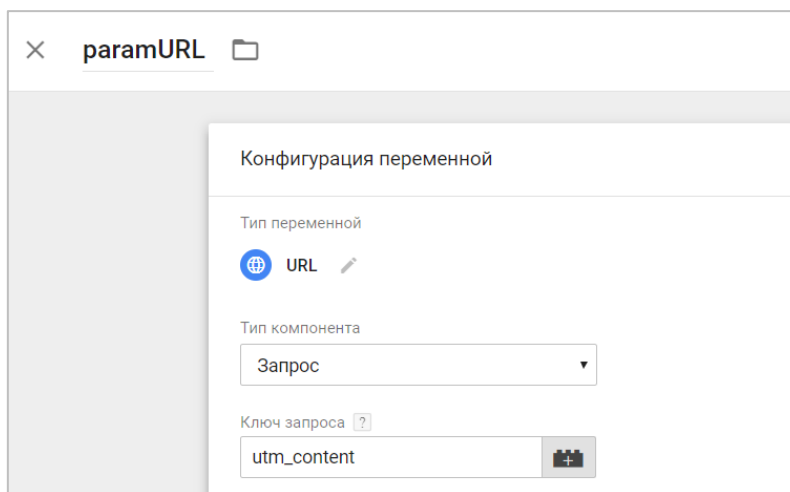 paramURL
Конфигурация переменной
Тип переменной
URL
Тип компонента
Запрос
Ключ запроса ?
utm_content